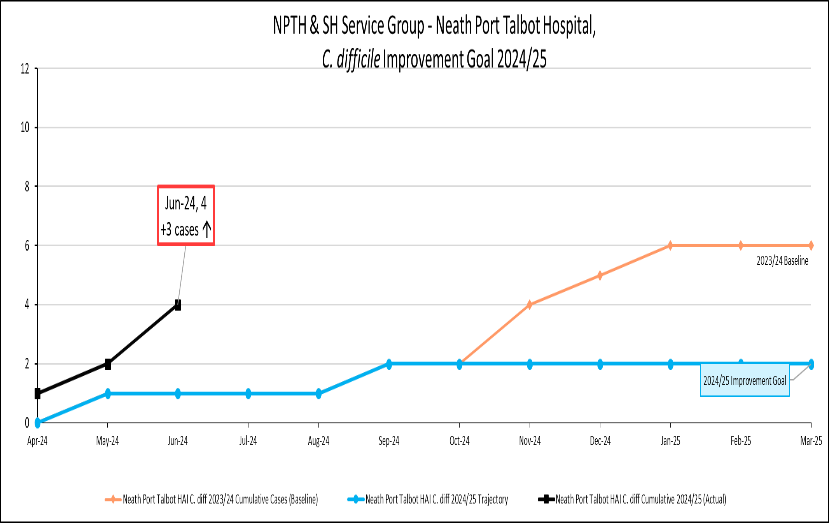 NPTH & SH Service Group - Neath Port Talbot Hospital,
C. difficile Improvement Goal 2024/25
12
10
8
6
4
2
0
Jun-24, 4
+3 cases ↑
2023/24 Baseline
2024/25 Improvement Goal
Apr-24 May-24 Jun-24 Jul-24 Aug-24 Sep-24 Oct-24 Nov-24 Dec-24 Jan-25 Feb-25 Mar-25
Neath Port Talbot HAI C. diff 2023/24 Cumulative Cases (Baseline) Neath Port Talbot HAI C. diff 2024/25 Trajectory Neath Port Talbot HAI C. diff Cumulative 2024/25 (Actual)